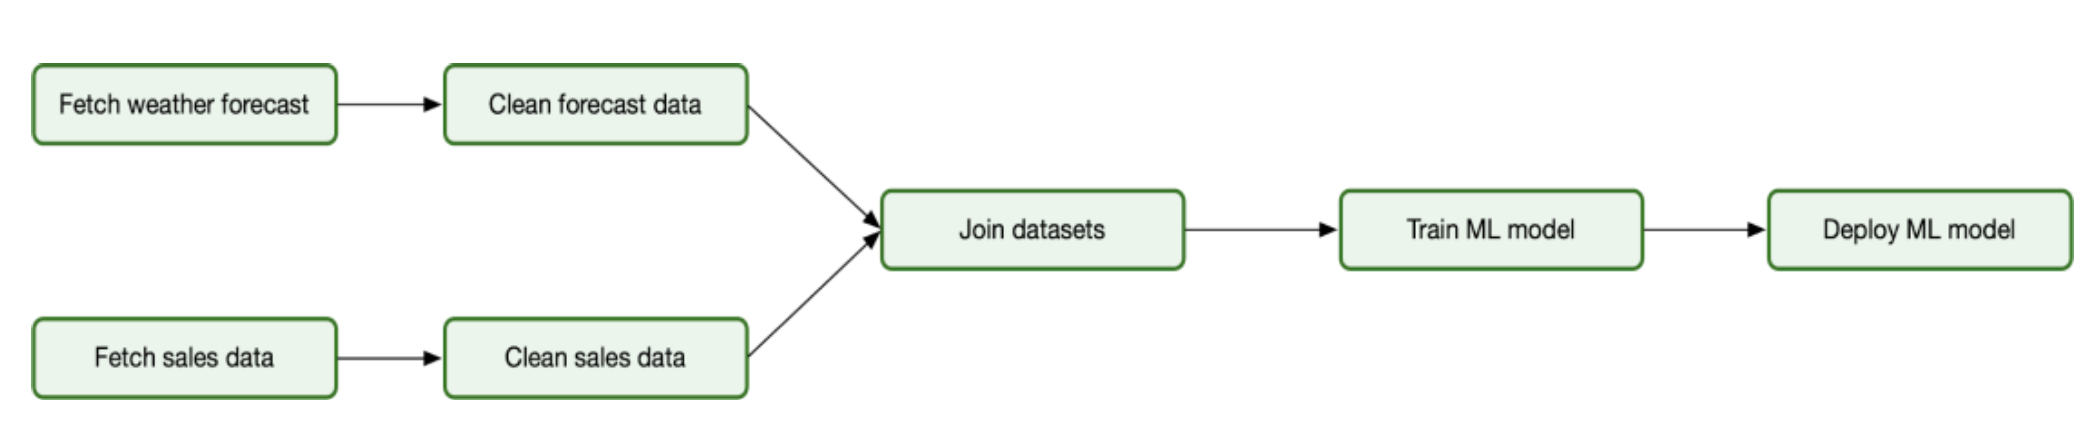 Fetch weather forecast
Clean forecast data
Join datasets
Train ML model
Deploy ML model
Fetch sales data
Clean sales data